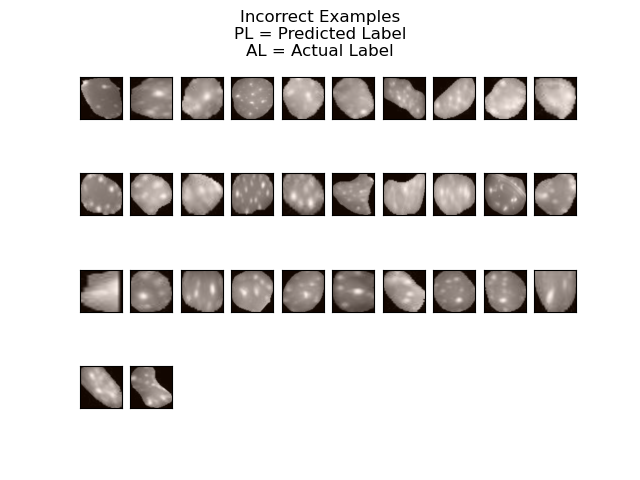 Incorrect Examples
PL = Predicted Label
AL = Actual Label